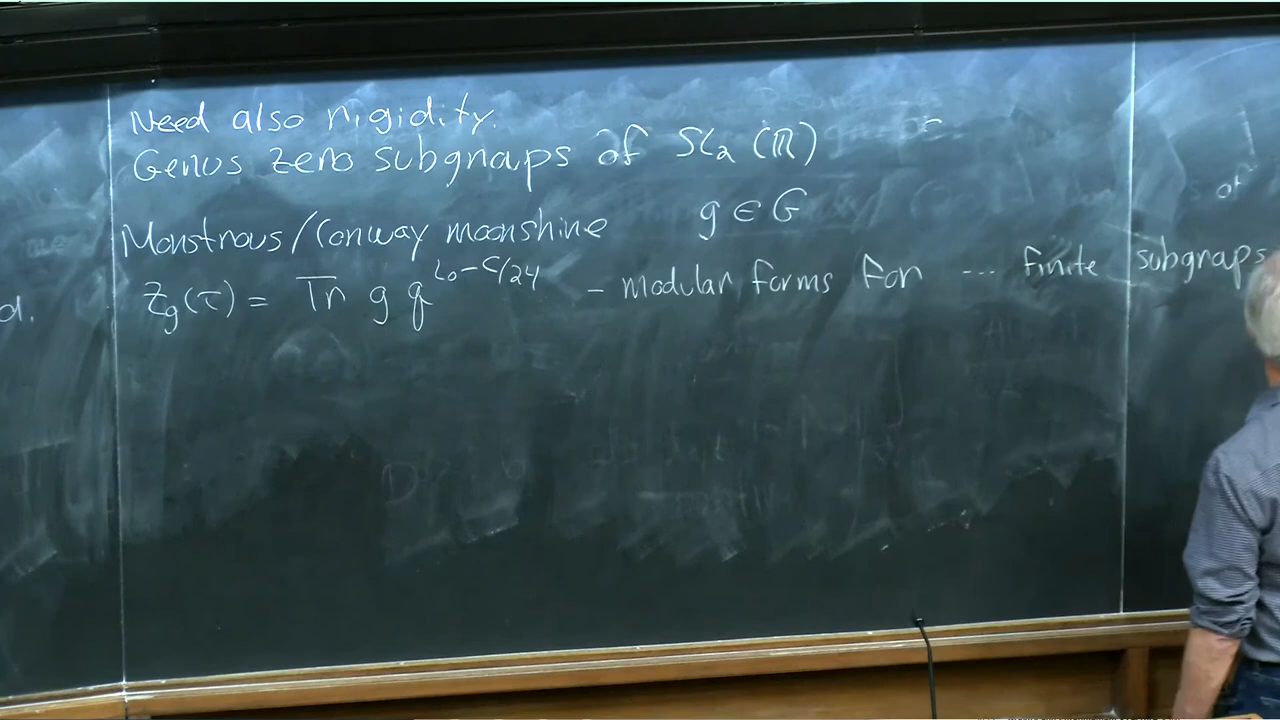 Need also rigidity.
Genus zero subgroups of SL₂(ℝ)
Monstrous/Conway moonshine g ∈ G
Z_g(τ) = Tr g q^{L₀-c/24} - modular forms for ... finite subgroups
d.
of